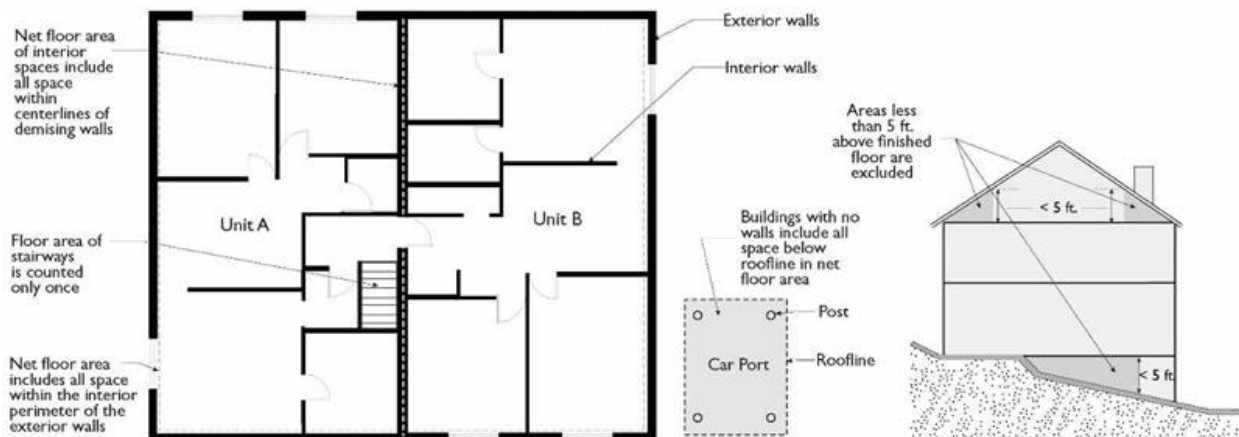 Net floor area
of interior
spaces include
all space
within
centerlines of
demising walls
Floor area of
stairways
is counted
only once
Net floor area
includes all space
within the interior
perimeter of the
exterior walls
Unit A
Unit B
Exterior walls
Interior walls
Buildings with no
walls include all
space below
roofline in net
floor area
Post
Car Port
Roofline
Areas less
than 5 ft.
above finished
floor are
excluded
< 5 ft.
< 5 ft.